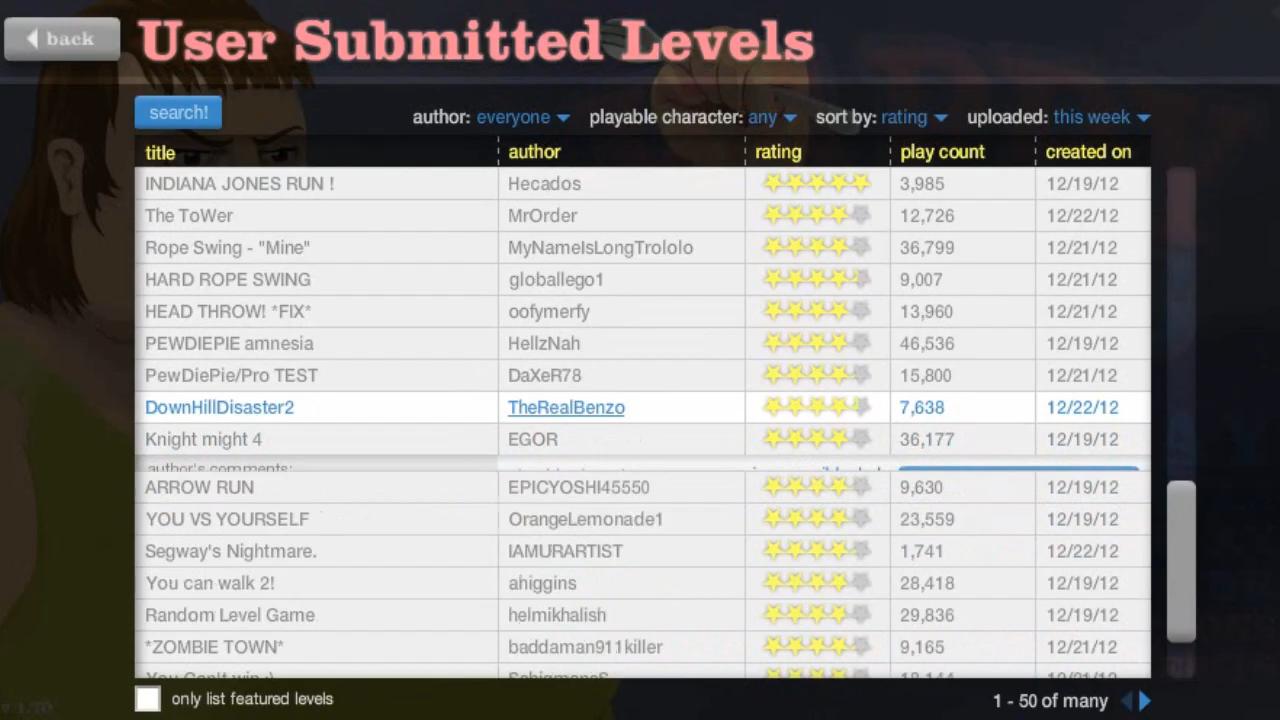 back
User Submitted Levels
search!
author: everyone playable character: any sort by: rating uploaded: this week
title author rating play count created on
INDIANA JONES RUN ! Hecados 3,985 12/19/12
The ToWer MrOrder 12,726 12/22/12
Rope Swing - "Mine" MyNameIsLongTrololo 36,799 12/21/12
HARD ROPE SWING globallego1 9,007 12/21/12
HEAD THROW! *FIX* oofymerfy 13,960 12/21/12
PEWDIEPIE amnesia HellzNah 46,536 12/19/12
PewDiePie/Pro TEST DaXeR78 15,800 12/21/12
DownHillDisaster2 TheRealBenzo 7,638 12/22/12
Knight might 4 EGOR 36,177 12/19/12
author's comments:
ARROW RUN EPICYOSHI45550 9,630 12/19/12
YOU VS YOURSELF OrangeLemonade1 23,559 12/19/12
Segway's Nightmare. IAMURARTIST 1,741 12/22/12
You can walk 2! ahiggins 28,418 12/19/12
Random Level Game helmikhalish 29,836 12/19/12
*ZOMBIE TOWN* baddaman911killer 9,165 12/21/12
You Can't win :)
only list featured levels 1 - 50 of many